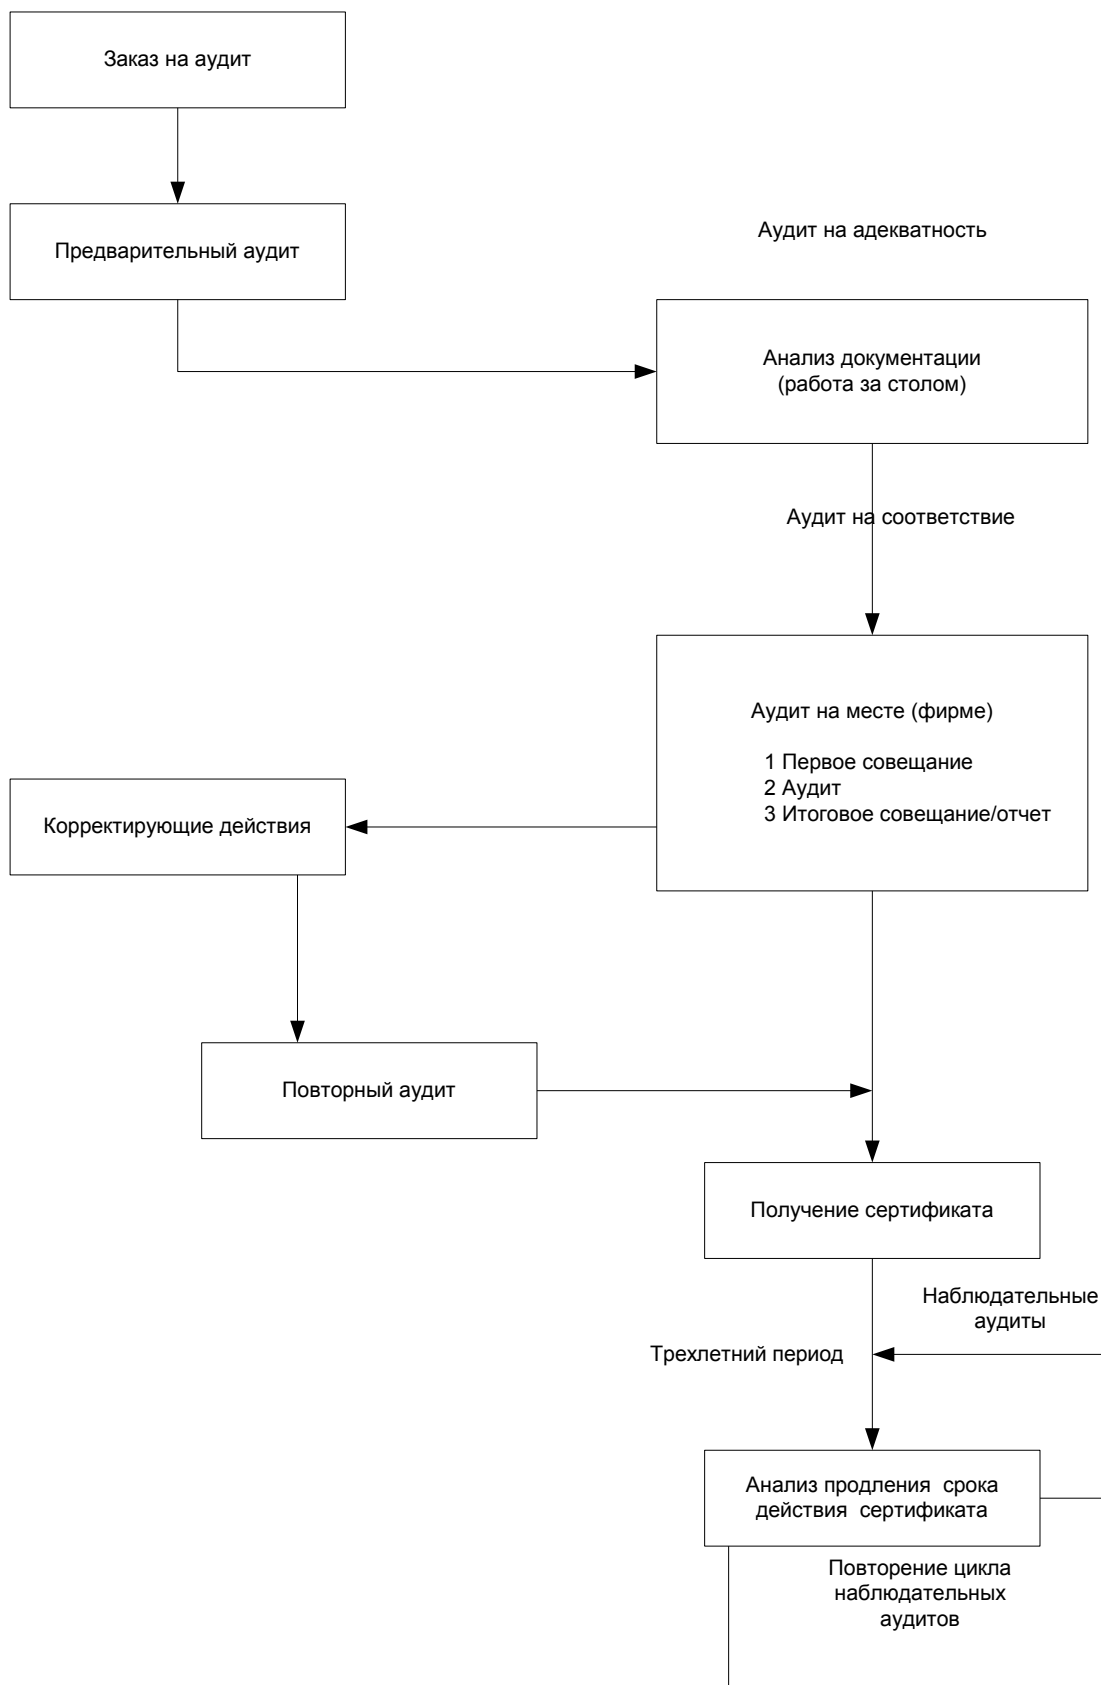 Заказ на аудит
Предварительный аудит
Аудит на адекватность
Анализ документации
(работа за столом)
Аудит на соответствие
Аудит на месте (фирме)
1 Первое совещание
2 Аудит
3 Итоговое совещание/отчет
Корректирующие действия
Повторный аудит
Получение сертификата
Наблюдательные
аудиты
Трехлетний период
Анализ продления срока
действия сертификата
Повторение цикла
наблюдательных
аудитов